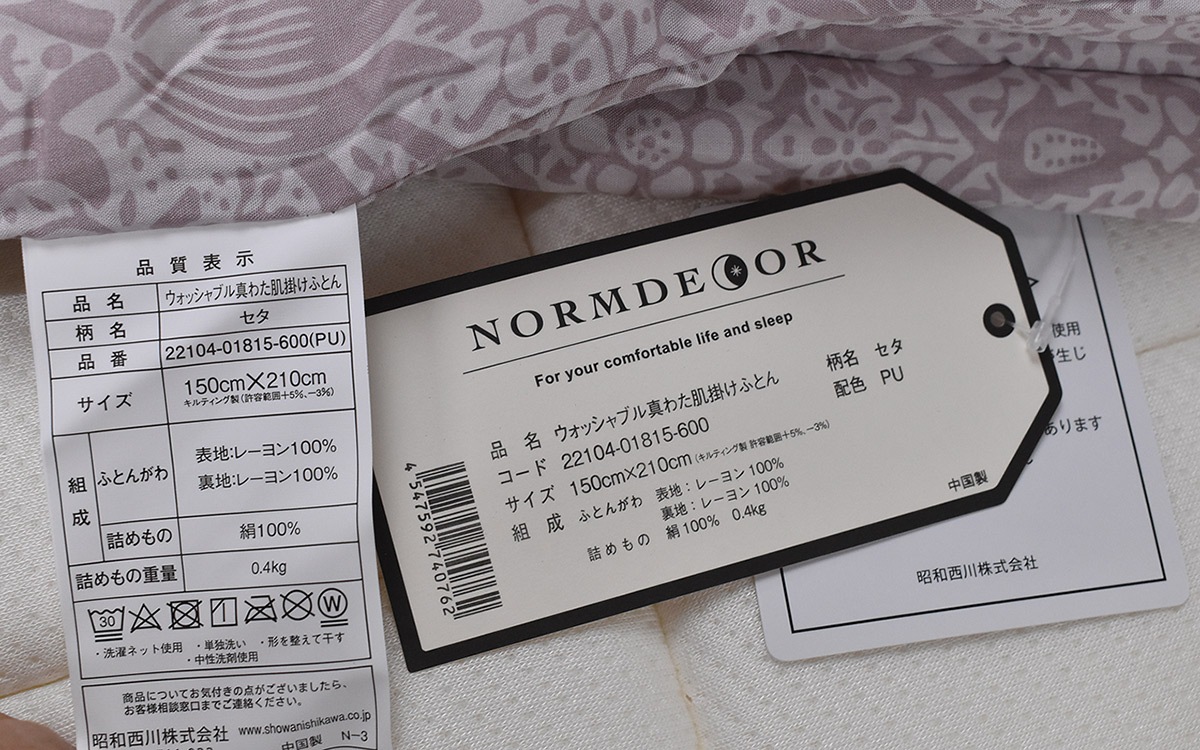 品質表示
品名 ウォッシャブル真わた肌掛けふとん
柄名 セタ
品番 22104-01815-600(PU)
サイズ 150cm×210cm
キルティング製(許容範囲+5%、−3%)
組成 ふとんがわ 表地:レーヨン100%
裏地:レーヨン100%
詰めもの 絹100%
詰めもの重量 0.4kg
30 W
・洗濯ネット使用 ・単独洗い ・形を整えて干す
・中性洗剤使用
商品についてお気付きの点がございましたら、
お客様相談窓口までご連絡ください。
昭和西川株式会社 www.showanishikawa.co.jp
中国製 N-3
NORMDECOR
For your comfortable life and sleep
品名 ウォッシャブル真わた肌掛けふとん
柄名 セタ
コード 22104-01815-600
配色 PU
サイズ 150cm×210cm (キルティング製 許容範囲+5%、−3%)
組成 ふとんがわ 表地:レーヨン100%
裏地:レーヨン100%
詰めもの 絹100% 0.4kg
中国製
4547592740762
使用
生じ
あります
昭和西川株式会社